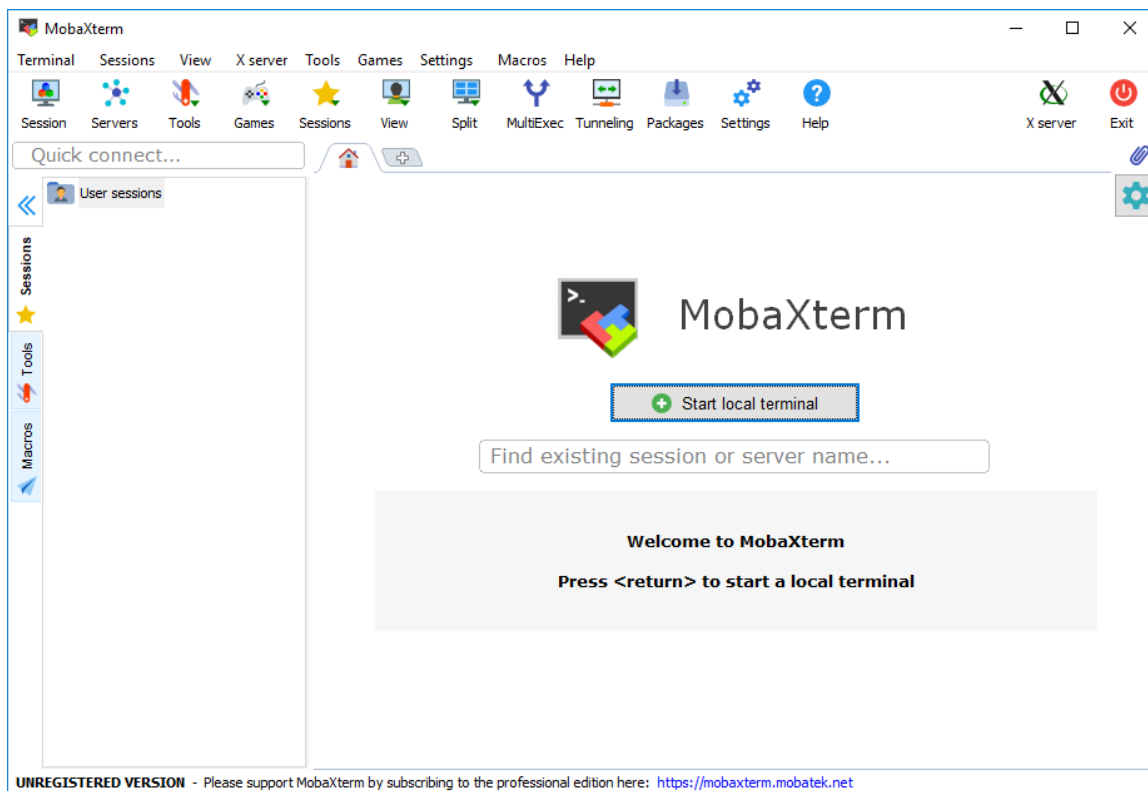 MobaXterm
Terminal Sessions View X server Tools Games Settings Macros Help
Session Servers Tools Games Sessions View Split MultiExec Tunneling Packages Settings Help X server Exit
Quick connect...
User sessions
Sessions
Tools
Macros
>_
MobaXterm
Start local terminal
Find existing session or server name...
Welcome to MobaXterm
Press <return> to start a local terminal
UNREGISTERED VERSION - Please support MobaXterm by subscribing to the professional edition here: https://mobaxterm.mobatek.net